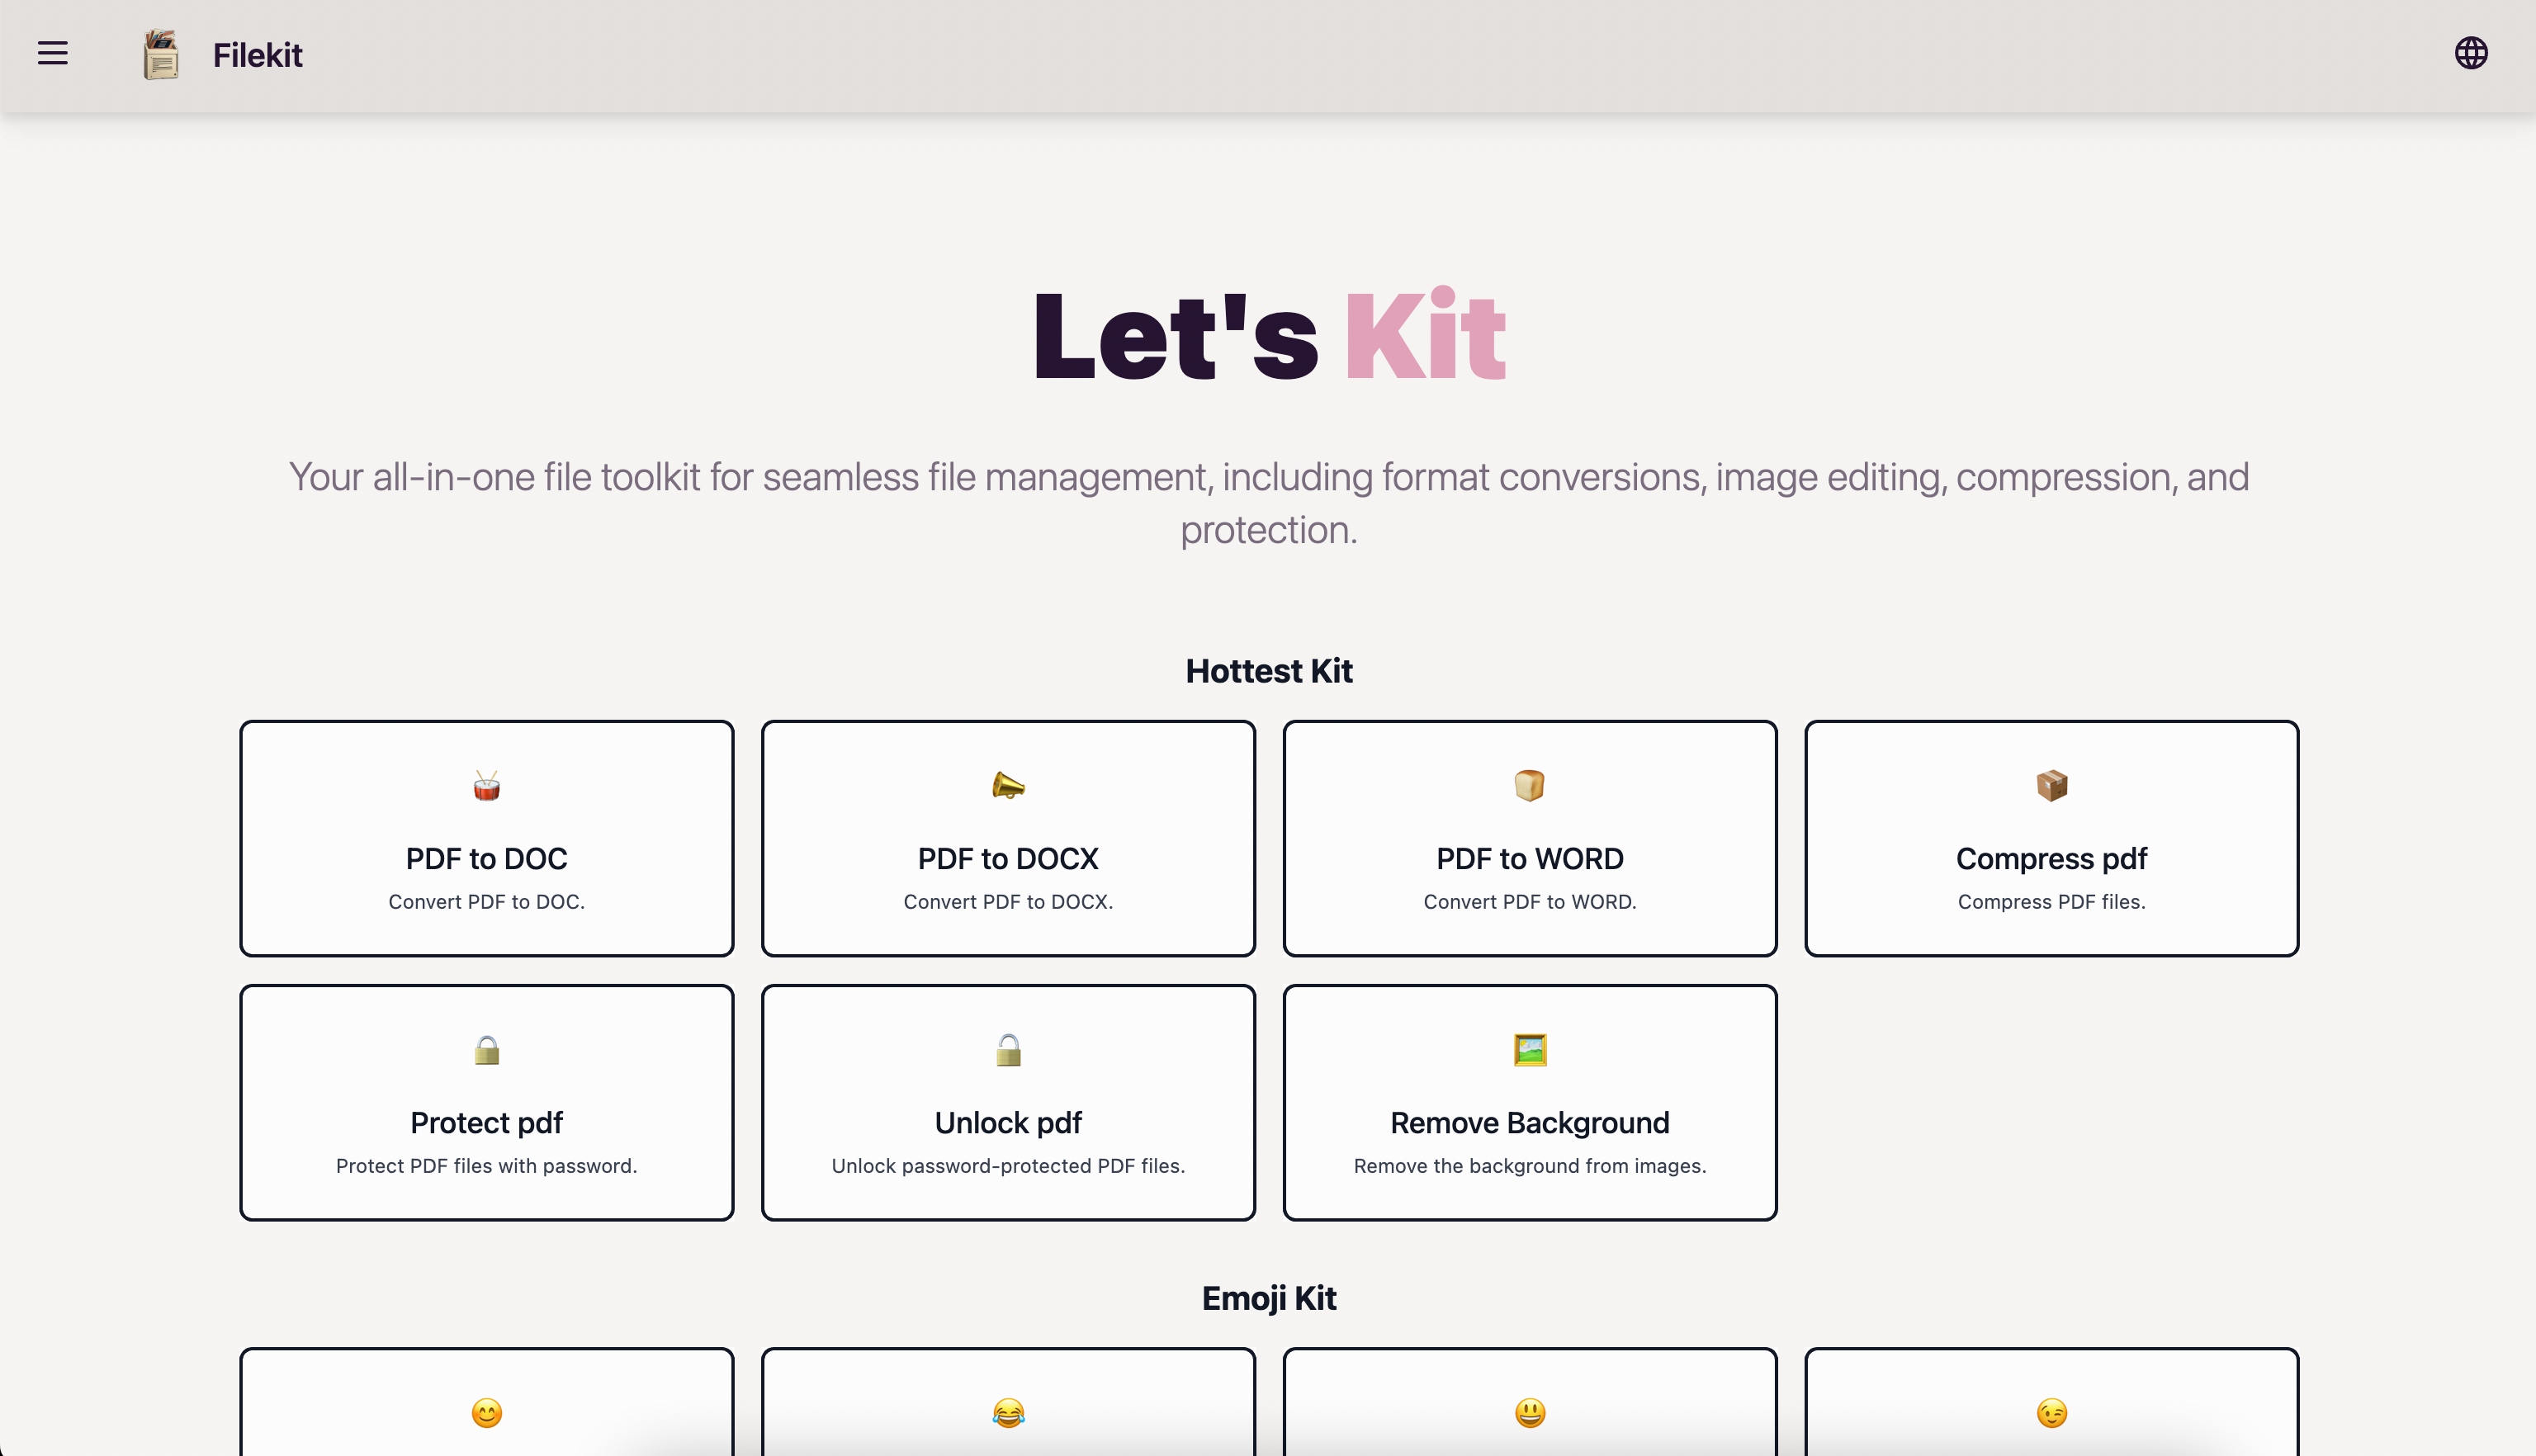 Filekit
Let's Kit
Your all-in-one file toolkit for seamless file management, including format conversions, image editing, compression, and
protection.
Hottest Kit
PDF to DOC
Convert PDF to DOC.
PDF to DOCX
Convert PDF to DOCX.
PDF to WORD
Convert PDF to WORD.
Compress pdf
Compress PDF files.
Protect pdf
Protect PDF files with password.
Unlock pdf
Unlock password-protected PDF files.
Remove Background
Remove the background from images.
Emoji Kit